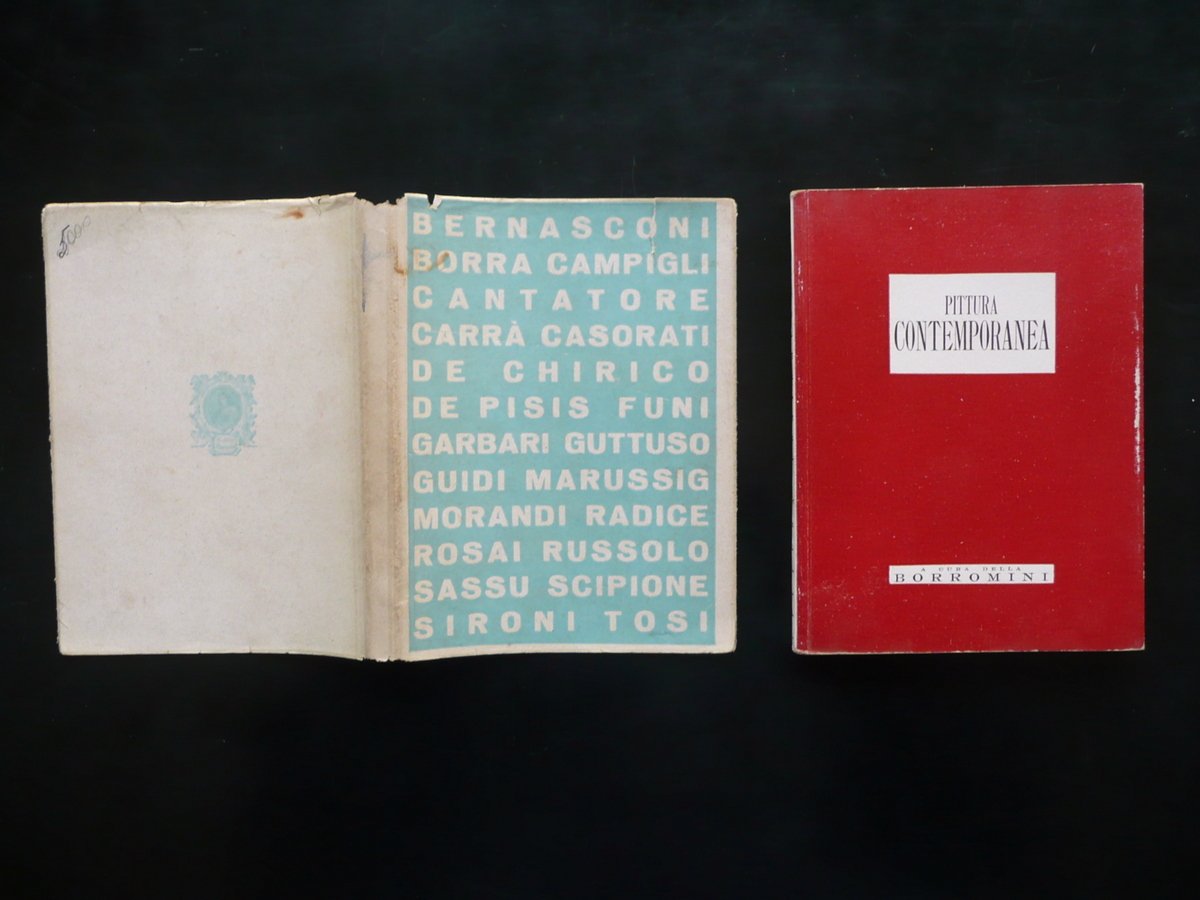 5000
BERNASCONI
BORRA CAMPIGLI
CANTATORE
CARRÀ CASORATI
DE CHIRICO
DE PISIS FUNI
GARBARI GUTTUSO
GUIDI MARUSSIG
MORANDI RADICE
ROSAI RUSSOLO
SASSU SCIPIONE
SIRONI TOSI
PITTURA
CONTEMPORANEA
A CURA DELLA
BORROMINI